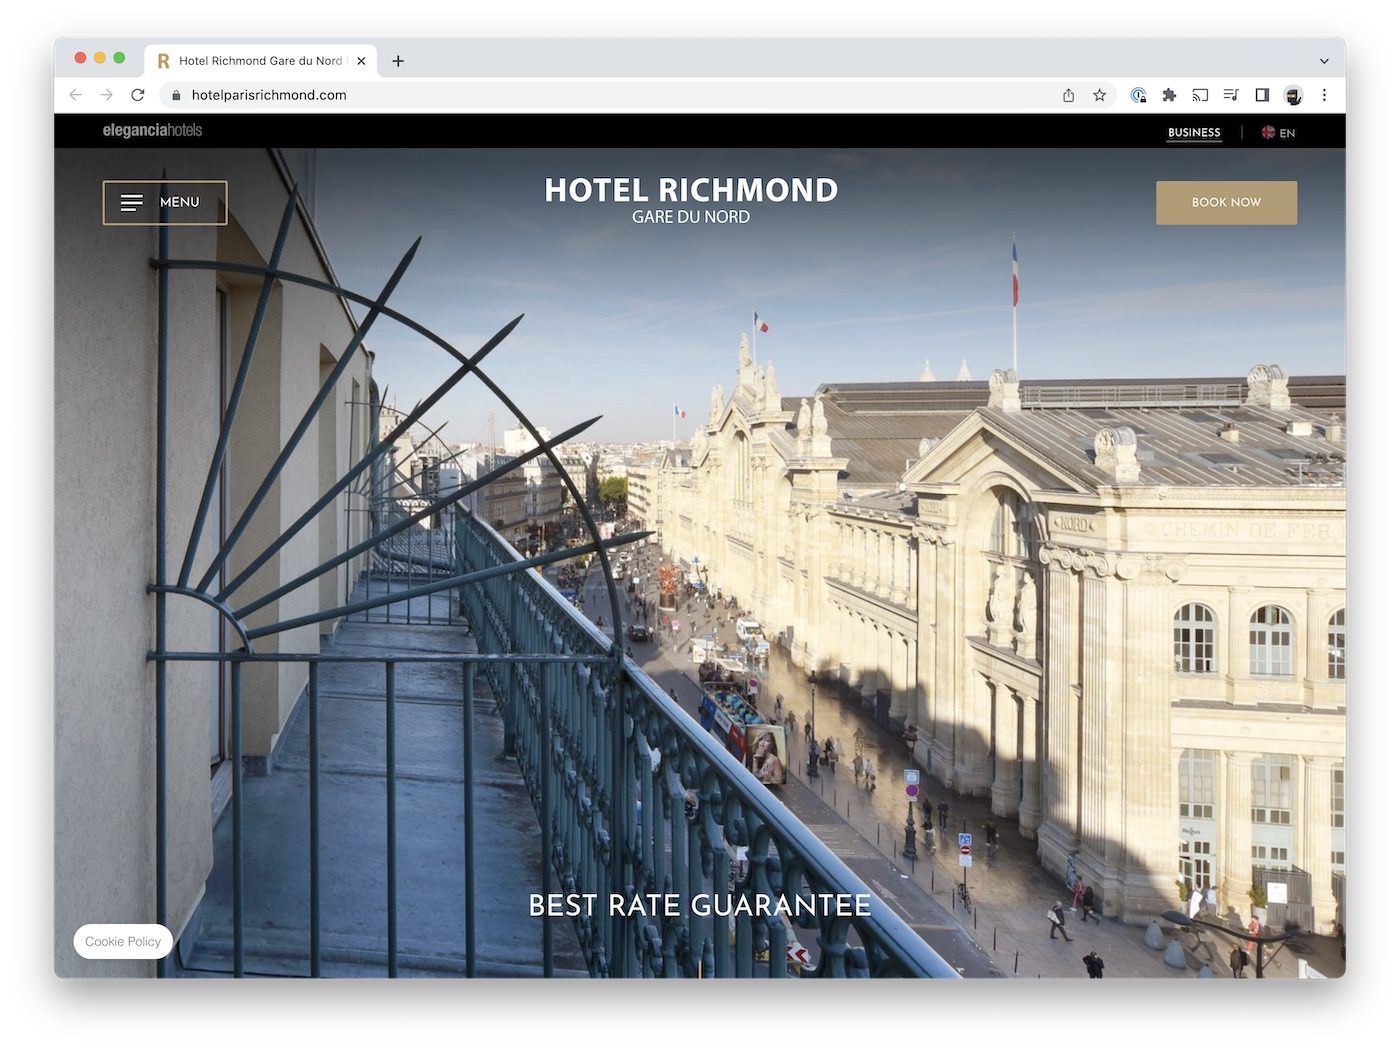 Hotel Richmond Gare du Nord
hotelparisrichmond.com
eleganciahotels
BUSINESS
EN
MENU
HOTEL RICHMOND
GARE DU NORD
BOOK NOW
NORD
CHEMIN DE FER
Regus
BEST RATE GUARANTEE
Cookie Policy